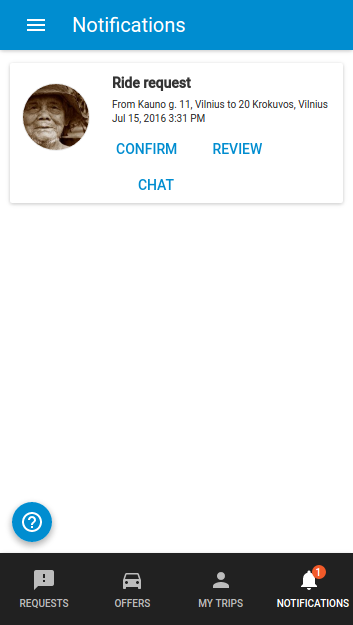 Notifications
Ride request
From Kauno g. 11, Vilnius to 20 Krokuvos, Vilnius
Jul 15, 2016 3:31 PM
CONFIRM REVIEW
CHAT
1
REQUESTS OFFERS MY TRIPS NOTIFICATIONS